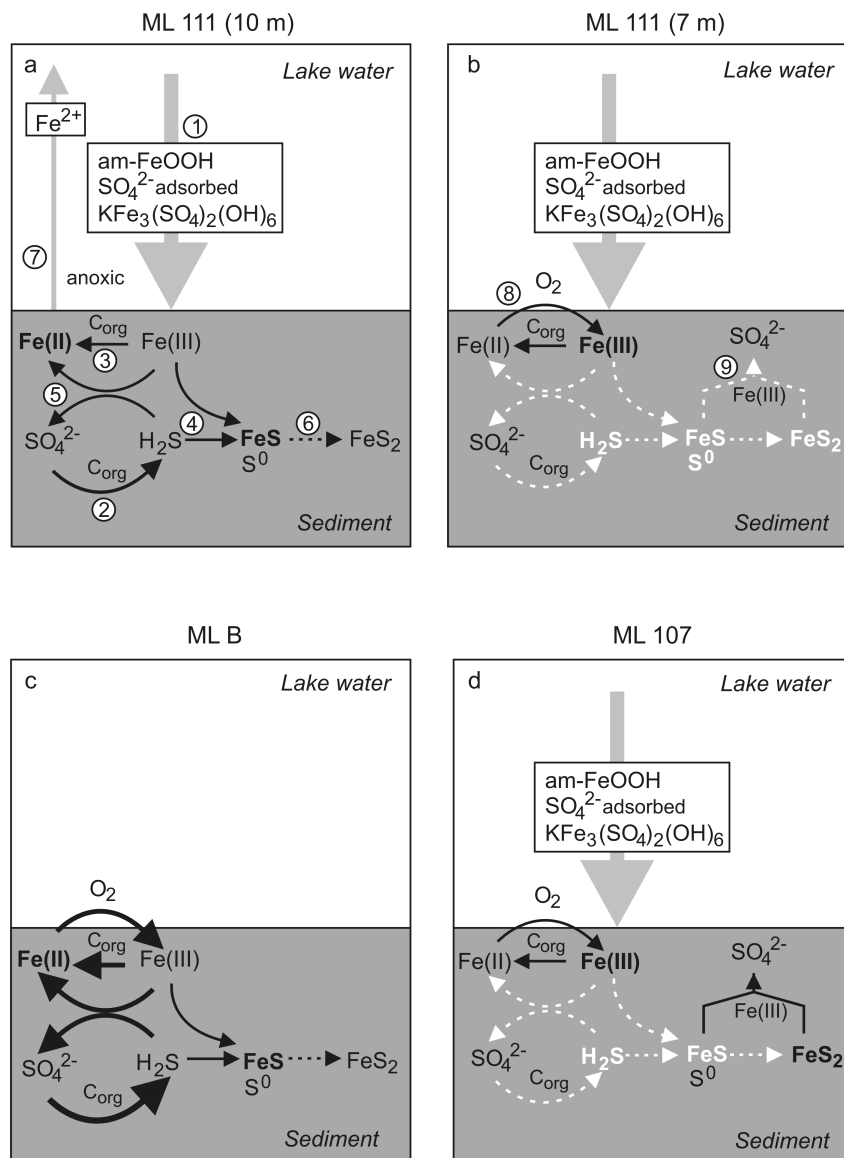 ML 111 (10 m)
a
Lake water
Fe2+
1
am-FeOOH
SO42- adsorbed
KFe3(SO4)2(OH)6
7
anoxic
Fe(II)
Corg
Fe(III)
3
5
SO42-
H2S
4
FeS
6
FeS2
S0
Corg
2
Sediment
ML 111 (7 m)
b
Lake water
am-FeOOH
SO42- adsorbed
KFe3(SO4)2(OH)6
8
O2
Fe(II)
Corg
Fe(III)
SO42-
9
Fe(III)
SO42-
H2S
FeS
FeS2
S0
Corg
Sediment
ML B
c
Lake water
O2
Fe(II)
Corg
Fe(III)
SO42-
H2S
FeS
FeS2
S0
Corg
Sediment
ML 107
d
Lake water
am-FeOOH
SO42- adsorbed
KFe3(SO4)2(OH)6
O2
Fe(II)
Corg
Fe(III)
SO42-
Fe(III)
SO42-
H2S
FeS
FeS2
S0
Corg
Sediment